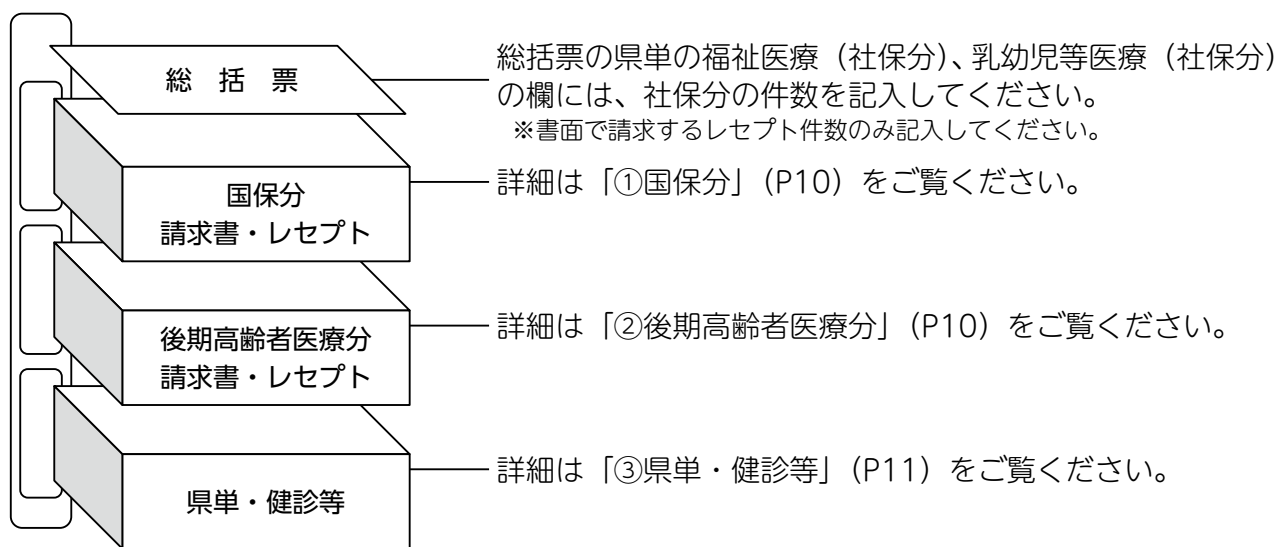 総 括 票
総括票の県単の福祉医療（社保分）、乳幼児等医療（社保分）
の欄には、社保分の件数を記入してください。
※書面で請求するレセプト件数のみ記入してください。
国保分
請求書・レセプト
詳細は「①国保分」（P10）をご覧ください。
後期高齢者医療分
請求書・レセプト
詳細は「②後期高齢者医療分」（P10）をご覧ください。
県単・健診等
詳細は「③県単・健診等」（P11）をご覧ください。